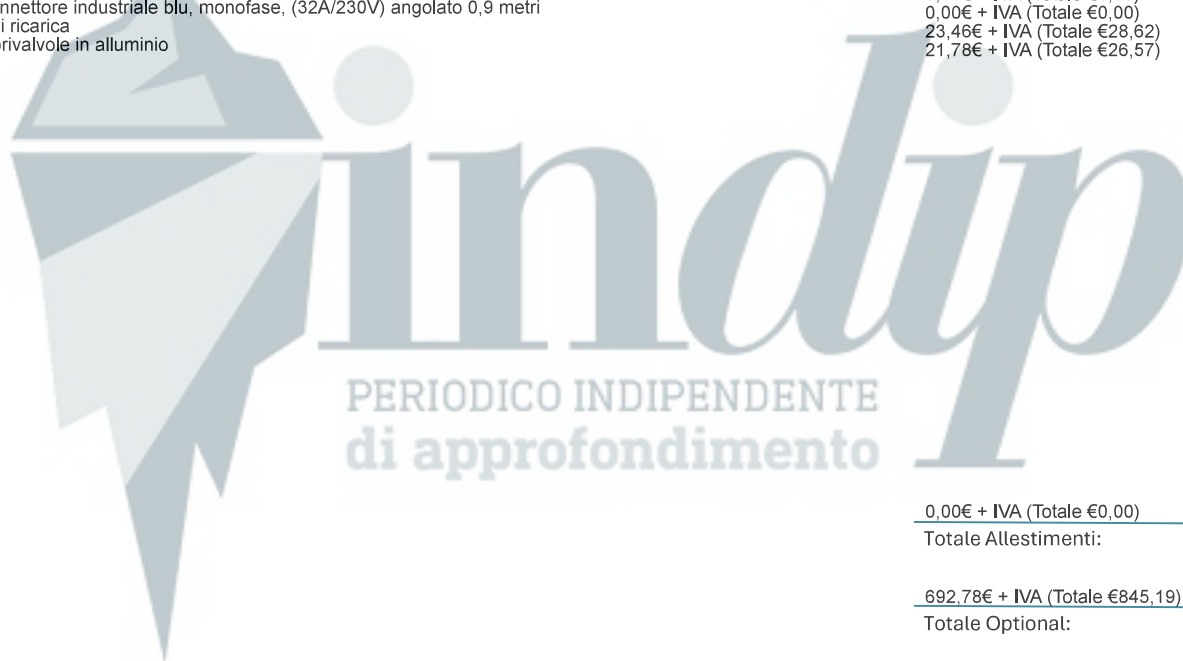 nnettore industriale blu, monofase, (32A/230V) angolato 0,9 metri
i ricarica
rivalvole in alluminio
0,00€ + IVA (Totale €0,00)
23,46€ + IVA (Totale €28,62)
21,78€ + IVA (Totale €26,57)
indip
PERIODICO INDIPENDENTE
di approfondimento
0,00€ + IVA (Totale €0,00)
Totale Allestimenti:
692,78€ + IVA (Totale €845,19)
Totale Optional: